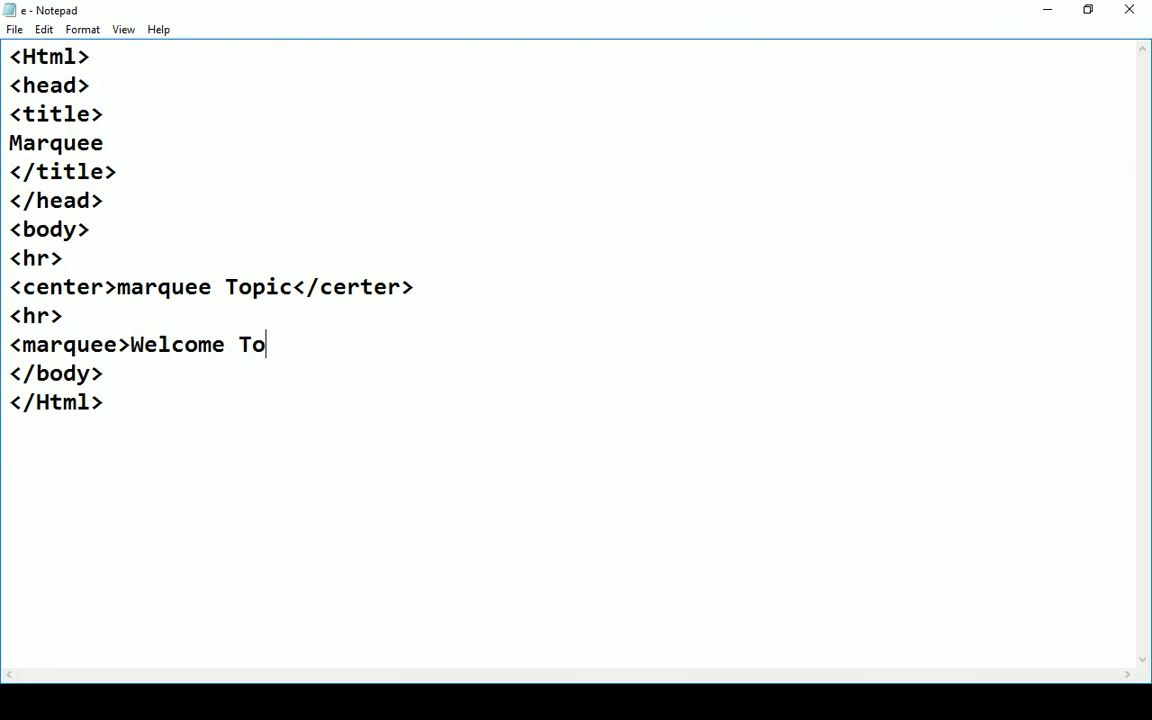 e - Notepad
File Edit Format View Help
<Html>
<head>
<title>
Marquee
</title>
</head>
<body>
<hr>
<center>marquee Topic</certer>
<hr>
<marquee>Welcome To
</body>
</Html>